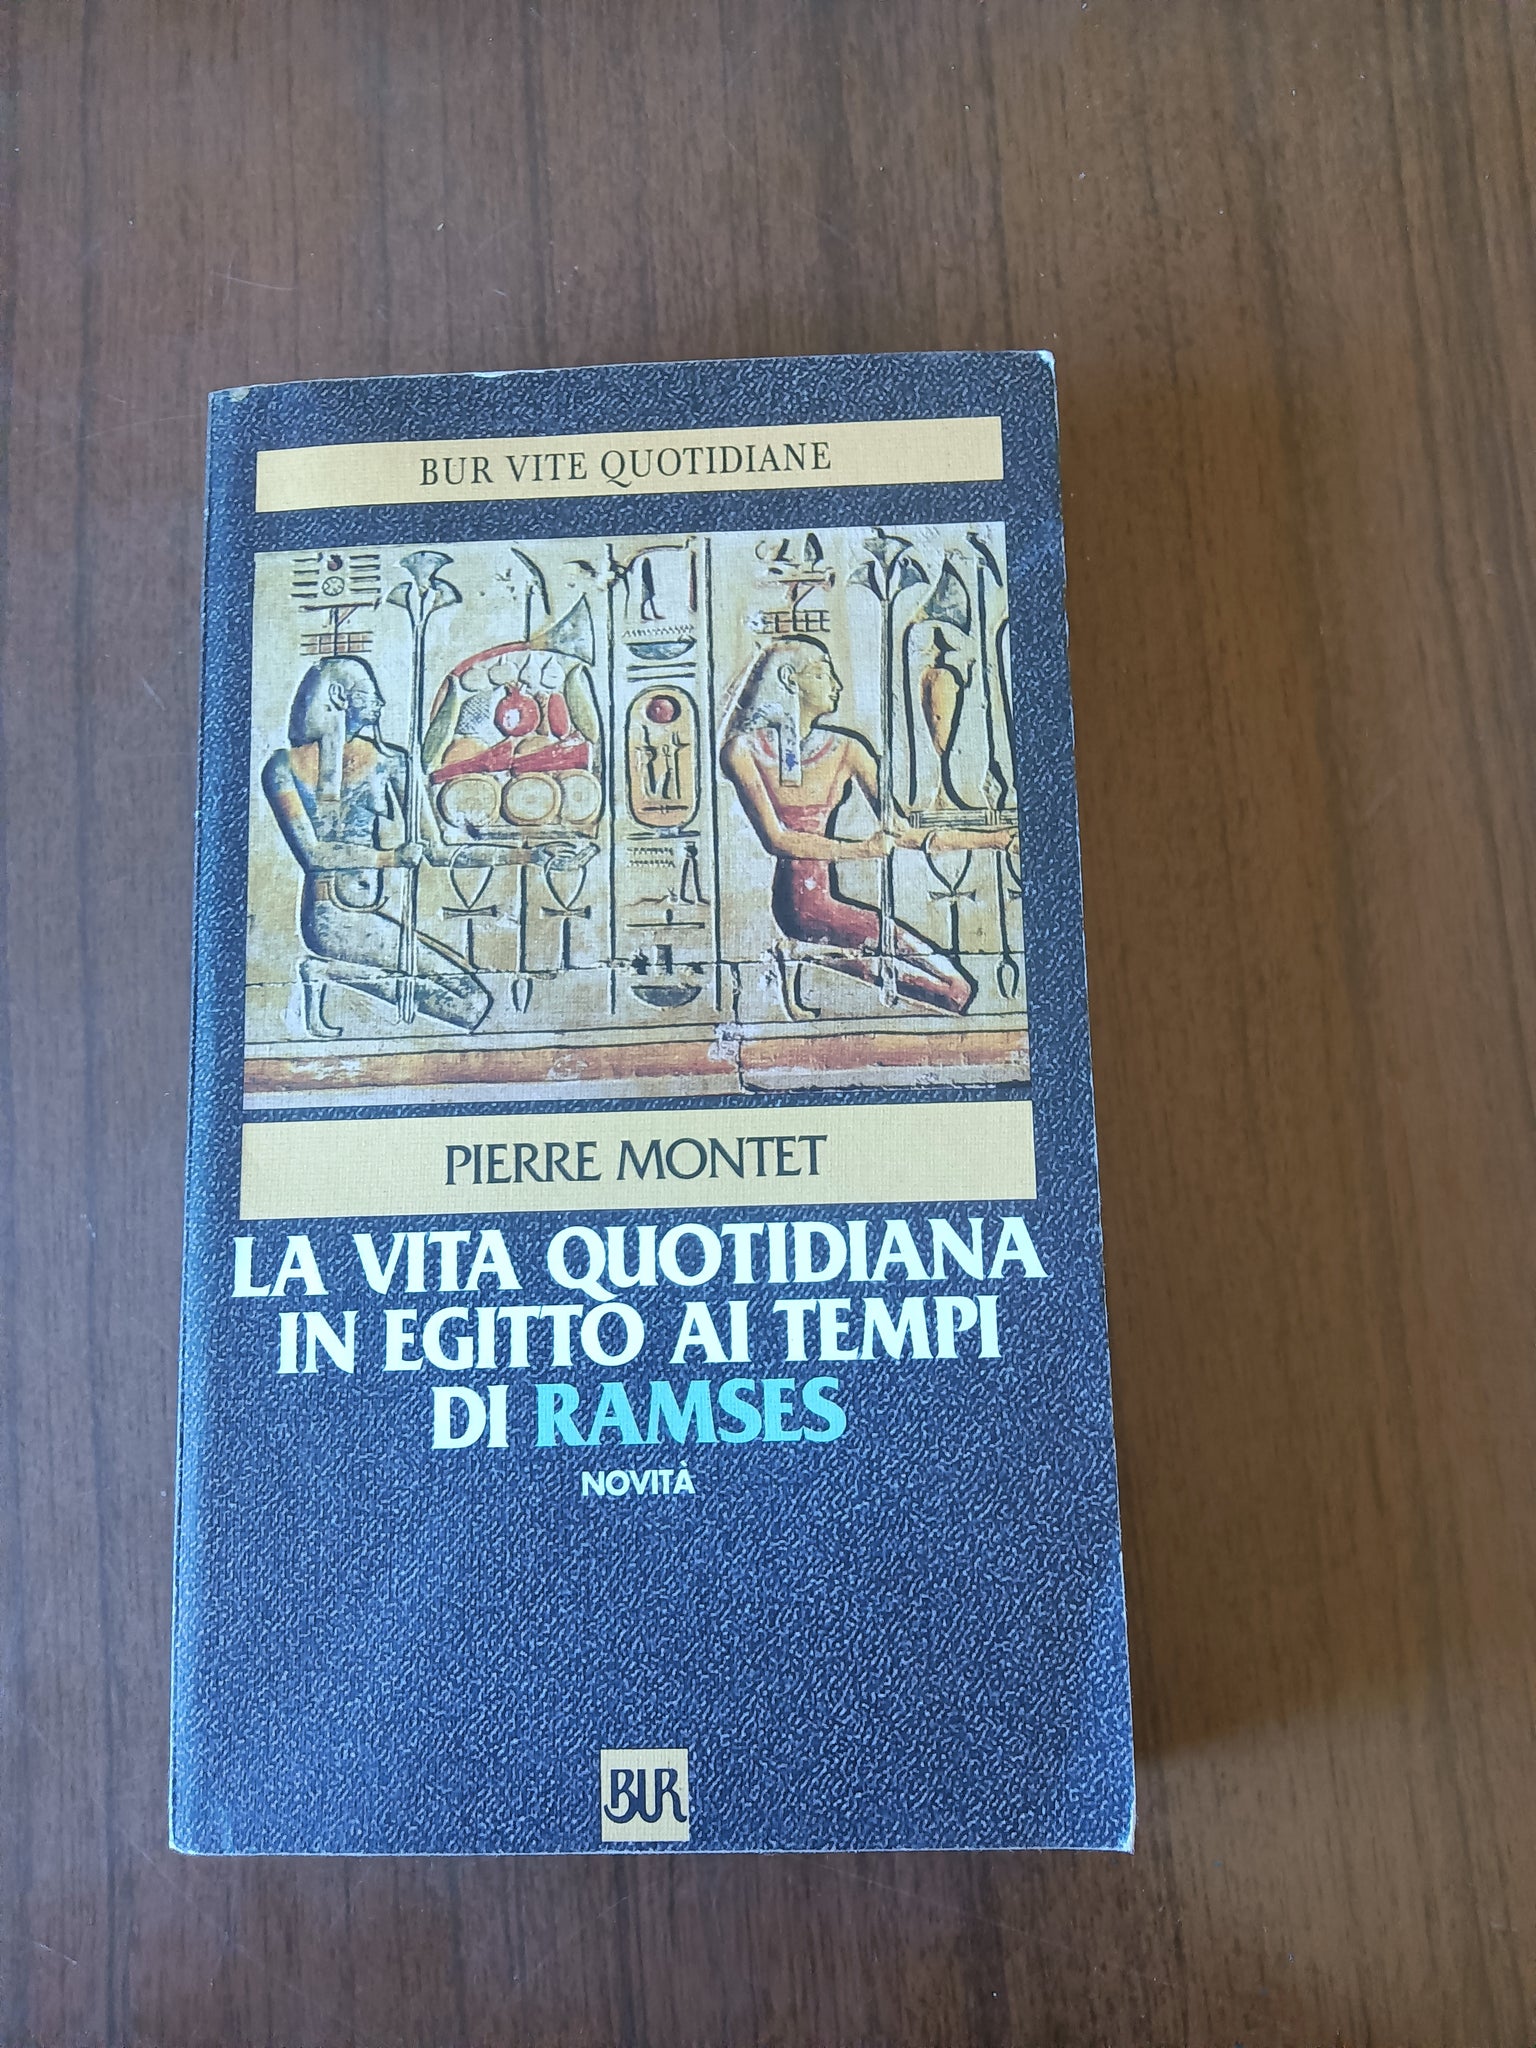 BUR VITE QUOTIDIANE
PIERRE MONTET
LA VITA QUOTIDIANA
IN EGITTO AI TEMPI
DI RAMSES
NOVITÀ
BUR